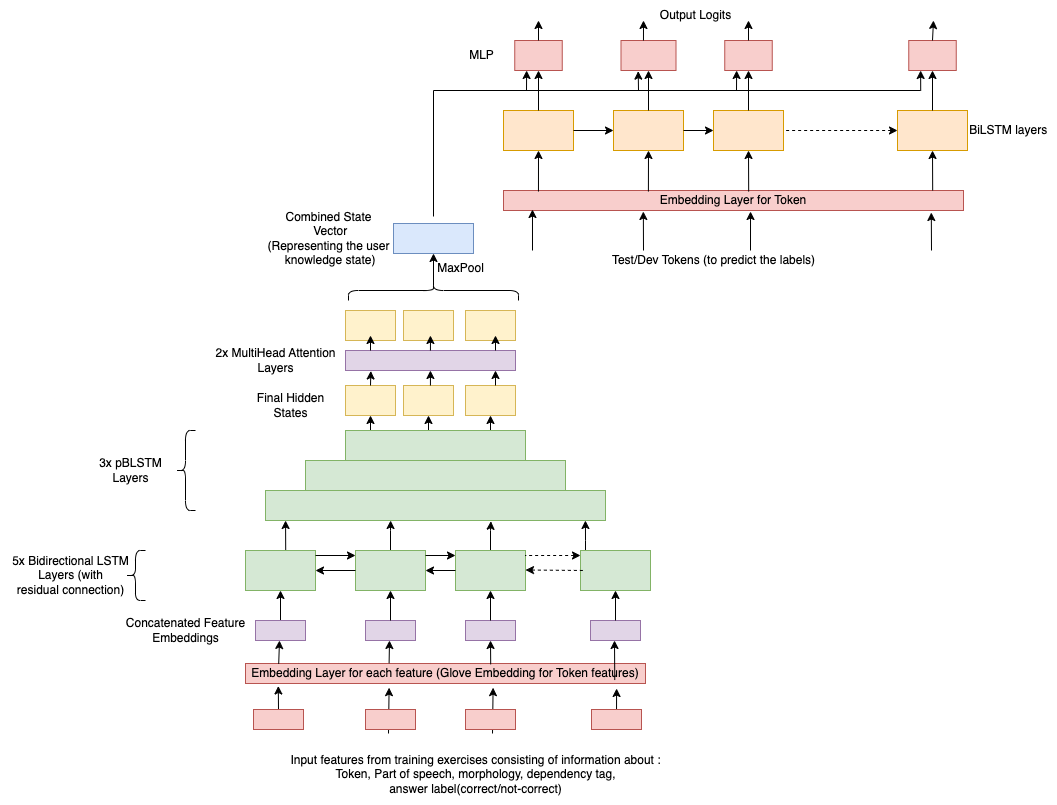 Output Logits
MLP
BiLSTM layers
Embedding Layer for Token
Test/Dev Tokens (to predict the labels)
Combined State
Vector
(Representing the user
knowledge state)
MaxPool
2x MultiHead Attention
Layers
Final Hidden
States
3x pBLSTM
Layers
5x Bidirectional LSTM
Layers (with
residual connection)
Concatenated Feature
Embeddings
Embedding Layer for each feature (Glove Embedding for Token features)
Input features from training exercises consisting of information about :
Token, Part of speech, morphology, dependency tag,
answer label(correct/not-correct)